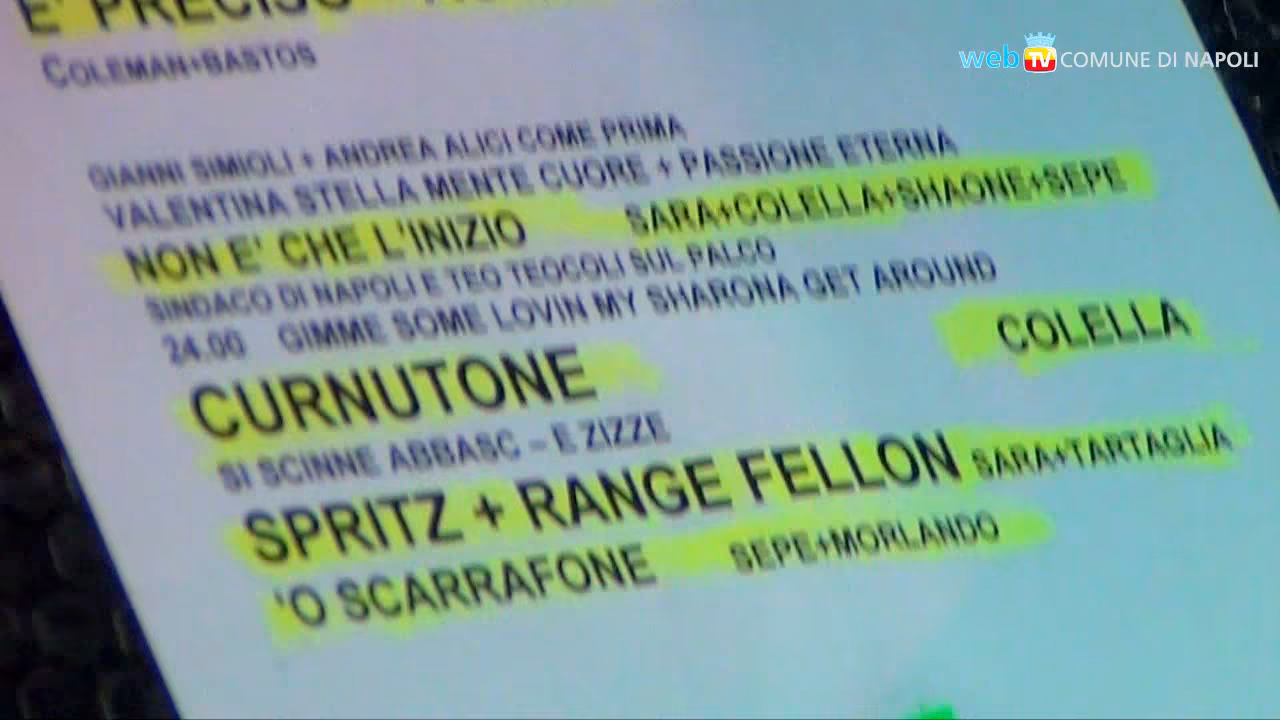 E' PRECISO
COLEMAN+BASTOS
GIANNI SIMIOLI + ANDREA ALICI COME PRIMA
VALENTINA STELLA MENTE CUORE + PASSIONE ETERNA
NON E' CHE L'INIZIO SARA+COLELLA+SHAONE+SEPE
SINDACO DI NAPOLI E TEO TEOCOLI SUL PALCO
24.00 GIMME SOME LOVIN MY SHARONA GET AROUND
CURNUTONE COLELLA
SI SCINNE ABBASC – E ZIZZE
SPRITZ + RANGE FELLON SARA+TARTAGLIA
'O SCARRAFONE SEPE+MORLANDO
web TV COMUNE DI NAPOLI